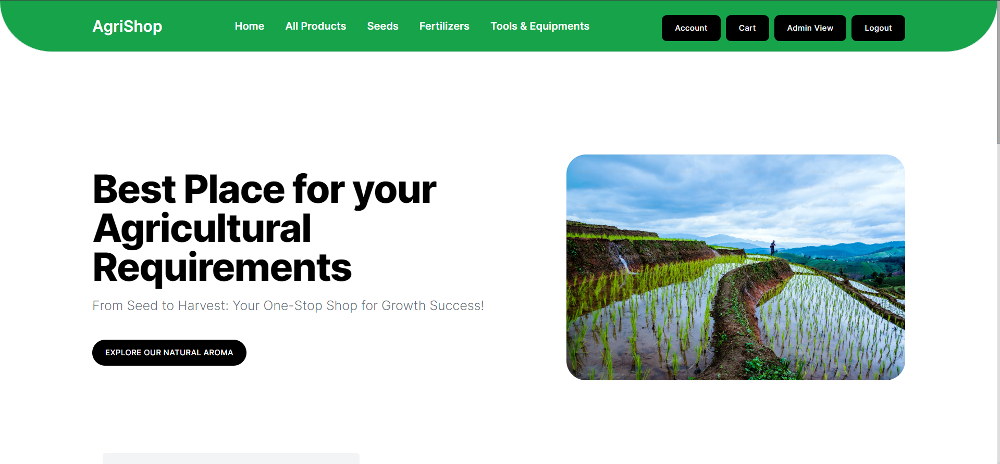 AgriShop
Home
All Products
Seeds
Fertilizers
Tools & Equipments
Account
Cart
Admin View
Logout
Best Place for your
Agricultural
Requirements
From Seed to Harvest: Your One-Stop Shop for Growth Success!
EXPLORE OUR NATURAL AROMA